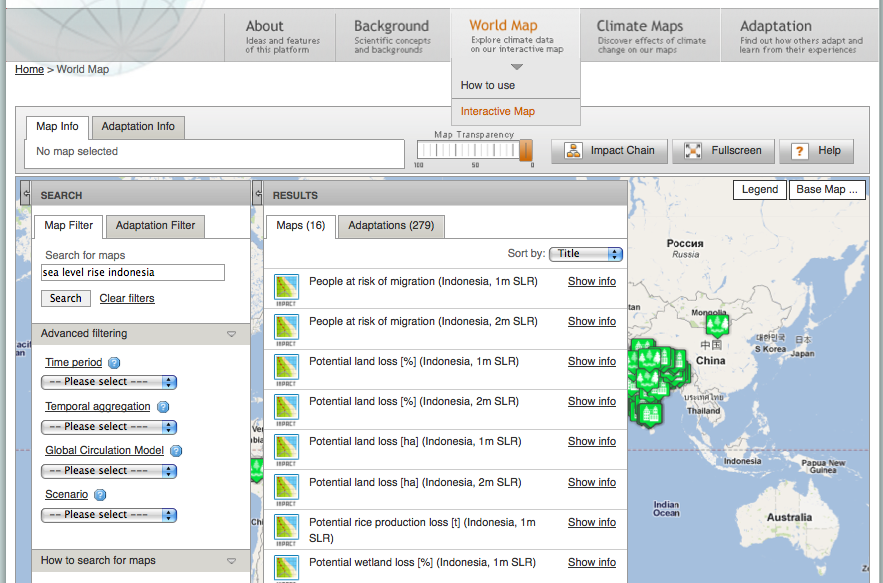 About
Ideas and features
of this platform
Background
Scientific concepts
and backgrounds
World Map
Explore climate data
on our interactive map
Climate Maps
Discover effects of climate
change on our maps
Adaptation
Find out how others adapt and
learn from their experiences
How to use
Interactive Map
Home > World Map
Map Info
Adaptation Info
No map selected
Map Transparency
100 50 0
Impact Chain
Fullscreen
? Help
SEARCH
Map Filter
Adaptation Filter
Search for maps
sea level rise indonesia
Search
Clear filters
Advanced filtering
Time period ?
-- Please select ---
Temporal aggregation ?
-- Please select ---
Global Circulation Model ?
-- Please select ---
Scenario ?
-- Please select ---
How to search for maps
RESULTS
Maps (16)
Adaptations (279)
Sort by: Title
IMPACT
People at risk of migration (Indonesia, 1m SLR) Show info
IMPACT
People at risk of migration (Indonesia, 2m SLR) Show info
IMPACT
Potential land loss [%] (Indonesia, 1m SLR) Show info
IMPACT
Potential land loss [%] (Indonesia, 2m SLR) Show info
IMPACT
Potential land loss [ha] (Indonesia, 1m SLR) Show info
IMPACT
Potential land loss [ha] (Indonesia, 2m SLR) Show info
IMPACT
Potential rice production loss [t] (Indonesia, 1m
SLR) Show info
Potential wetland loss [%] (Indonesia, 1m SLR) Show info
Legend
Base Map ...
Россия
Russia
Mongolia
中国
China
대한민국
S Korea
日本
Japan
ประเทศไทย
Thailand
Indonesia
Papua New
Guinea
Indian
Ocean
Australia